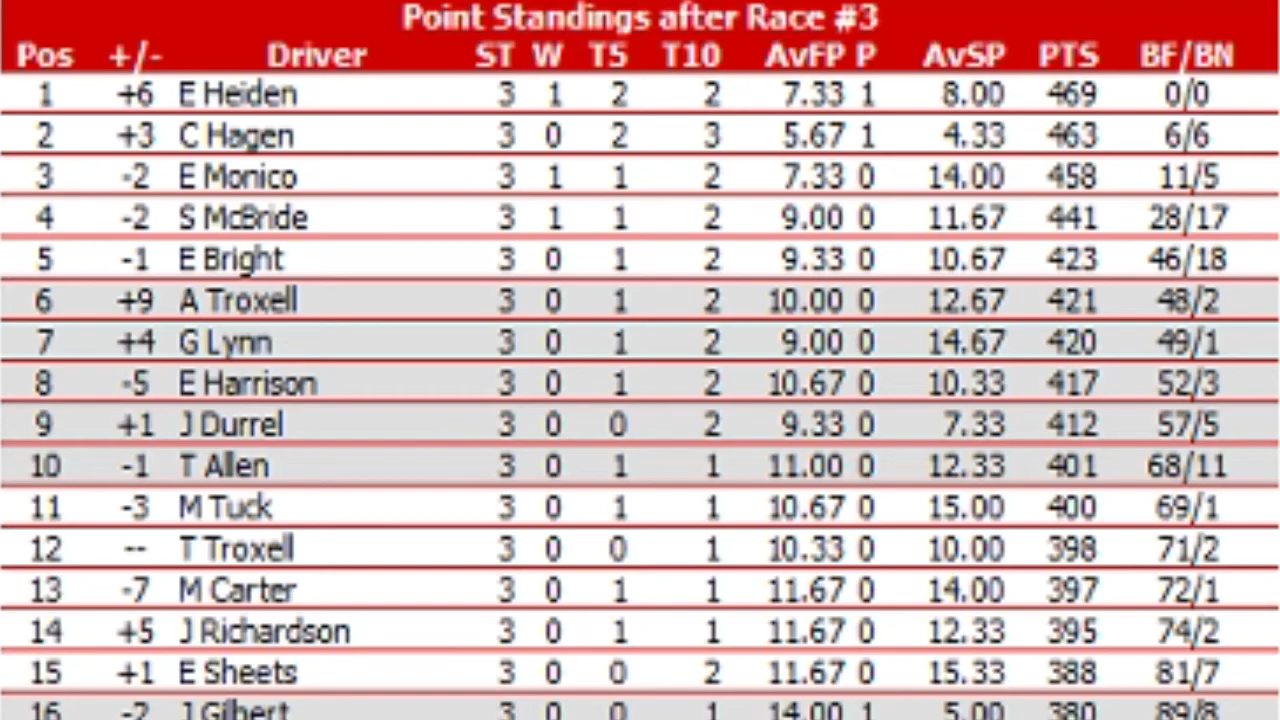 Point Standings after Race #3
Pos +/- Driver ST W T5 T10 AvFP P AvSP PTS BF/BN
1 +6 E Heiden 3 1 2 2 7.33 1 8.00 469 0/0
2 +3 C Hagen 3 0 2 3 5.67 1 4.33 463 6/6
3 -2 E Monico 3 1 1 2 7.33 0 14.00 458 11/5
4 -2 S McBride 3 1 1 2 9.00 0 11.67 441 28/17
5 -1 E Bright 3 0 1 2 9.33 0 10.67 423 46/18
6 +9 A Troxell 3 0 1 2 10.00 0 12.67 421 48/2
7 +4 G Lynn 3 0 1 2 9.00 0 14.67 420 49/1
8 -5 E Harrison 3 0 1 2 10.67 0 10.33 417 52/3
9 +1 J Durrel 3 0 0 2 9.33 0 7.33 412 57/5
10 -1 T Allen 3 0 1 1 11.00 0 12.33 401 68/11
11 -3 M Tuck 3 0 1 1 10.67 0 15.00 400 69/1
12 -- T Troxell 3 0 0 1 10.33 0 10.00 398 71/2
13 -7 M Carter 3 0 1 1 11.67 0 14.00 397 72/1
14 +5 J Richardson 3 0 1 1 11.67 0 12.33 395 74/2
15 +1 E Sheets 3 0 0 2 11.67 0 15.33 388 81/7
16 -2 J Gilbert 3 0 0 1 14.00 1 5.00 380 89/8